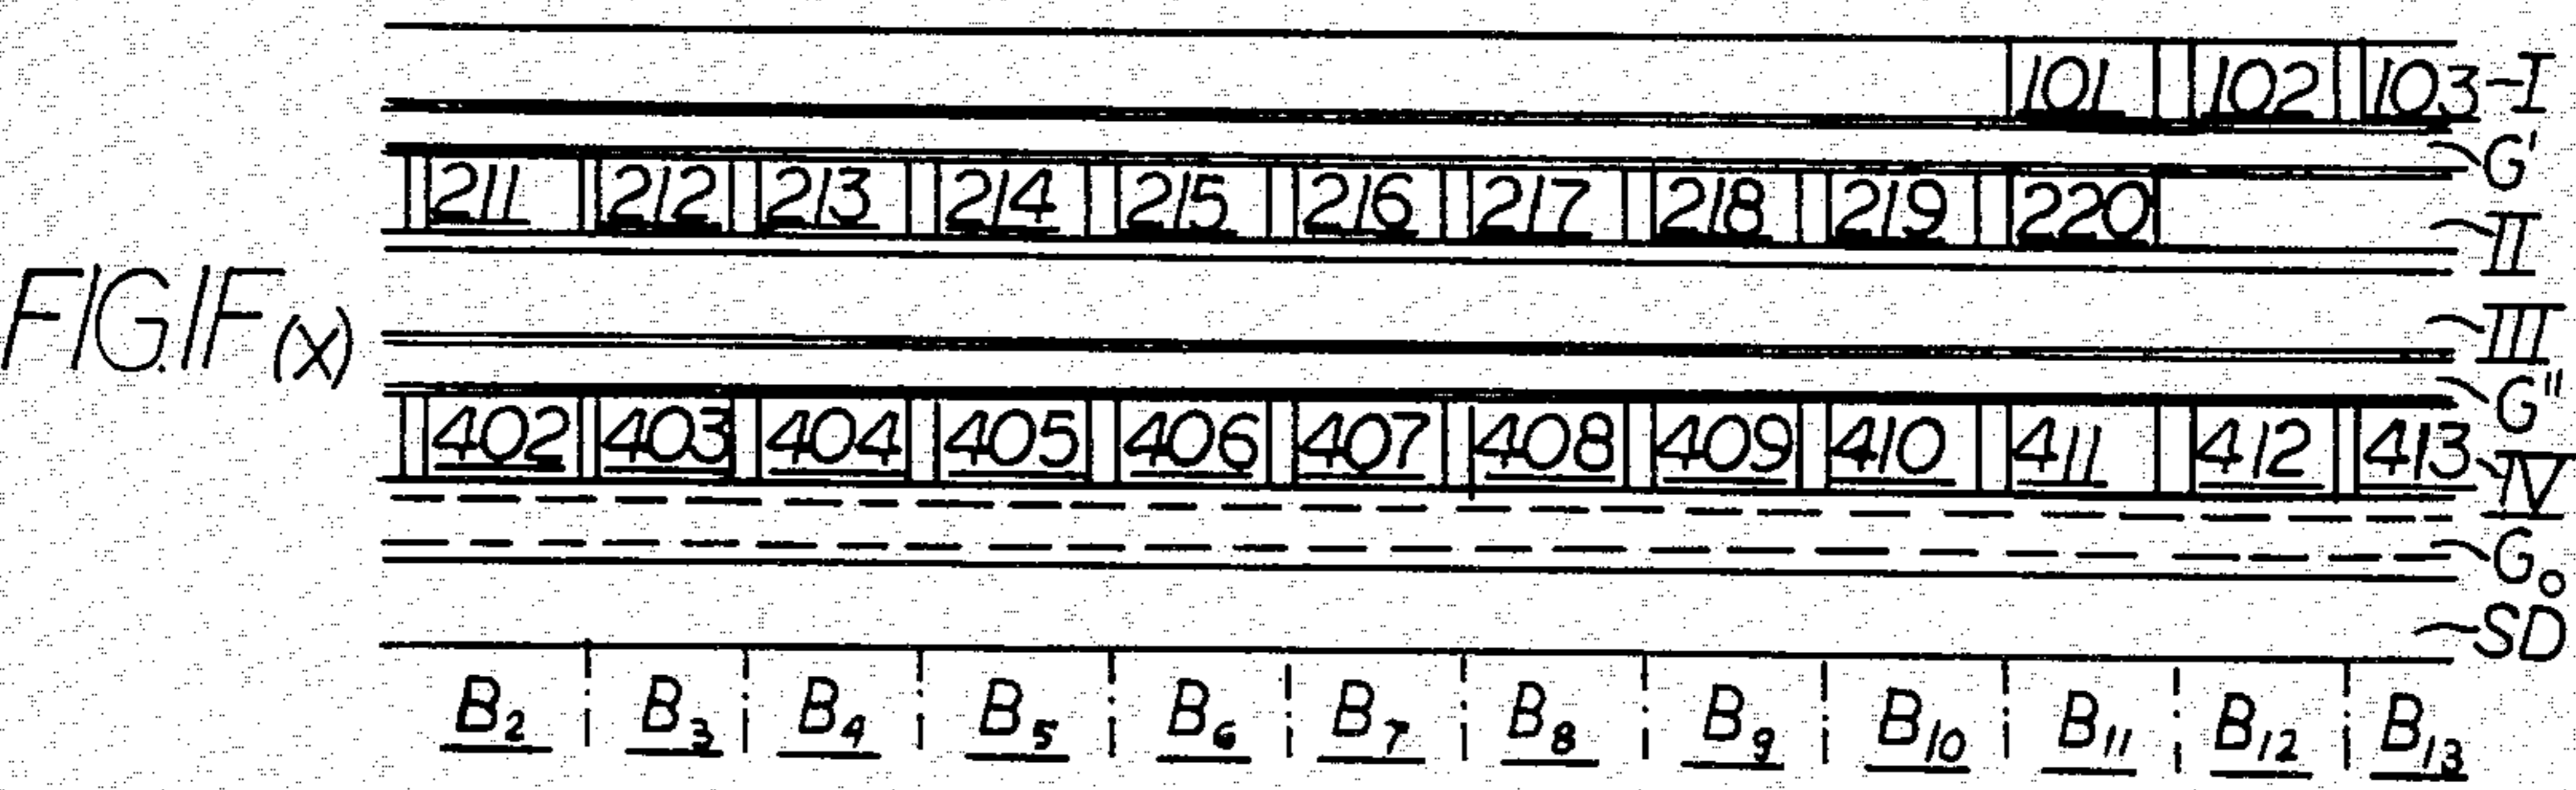 101 102 103 I
G'
211 212 213 214 215 216 217 218 219 220 II
FIG.1F(X)
III
G"
402 403 404 405 406 407 408 409 410 411 412 413 IV
G₀
SD
B₂ B₃ B₄ B₅ B₆ B₇ B₈ B₉ B₁₀ B₁₁ B₁₂ B₁₃